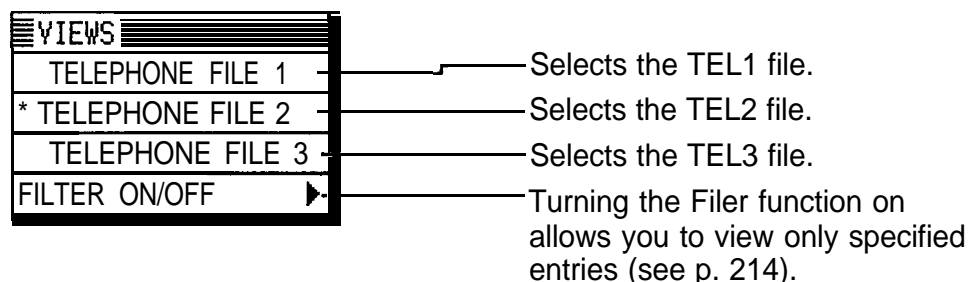 VIEWS
TELEPHONE FILE 1
Selects the TEL1 file.
* TELEPHONE FILE 2
Selects the TEL2 file.
TELEPHONE FILE 3
Selects the TEL3 file.
FILTER ON/OFF
Turning the Filer function on
allows you to view only specified
entries (see p. 214).